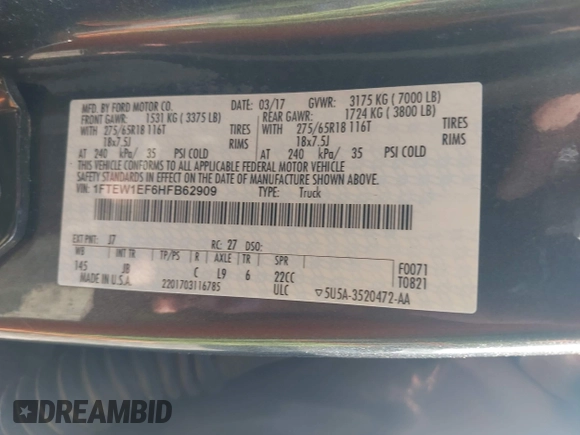 MFD. BY FORD MOTOR CO. DATE: 03/17 GVWR: 3175 KG ( 7000 LB)
FRONT GAWR: 1531 KG ( 3375 LB) REAR GAWR: 1724 KG ( 3800 LB)
WITH 275/65R18 116T TIRES WITH 275/65R18 116T TIRES
18x7.5J RIMS 18x7.5J RIMS
AT 240 kPa/ 35 PSI COLD AT 240 kPa/ 35 PSI COLD
THIS VEHICLE CONFORMS TO ALL APPLICABLE FEDERAL MOTOR VEHICLE
SAFETY STANDARDS IN EFFECT ON THE DATE OF MANUFACTURE SHOWN ABOVE.
VIN: 1FTEW1EF6HFB62909 TYPE: Truck
EXT PNT: J7 RC: 27 DSO:
WB INT TR TP/PS R AXLE TR SPR
145 JB C L9 6 22CC F0071
MADE IN U.S.A. 2201703116785 ULC T0821
▽5U5A-3520472-AA
DREAMBID